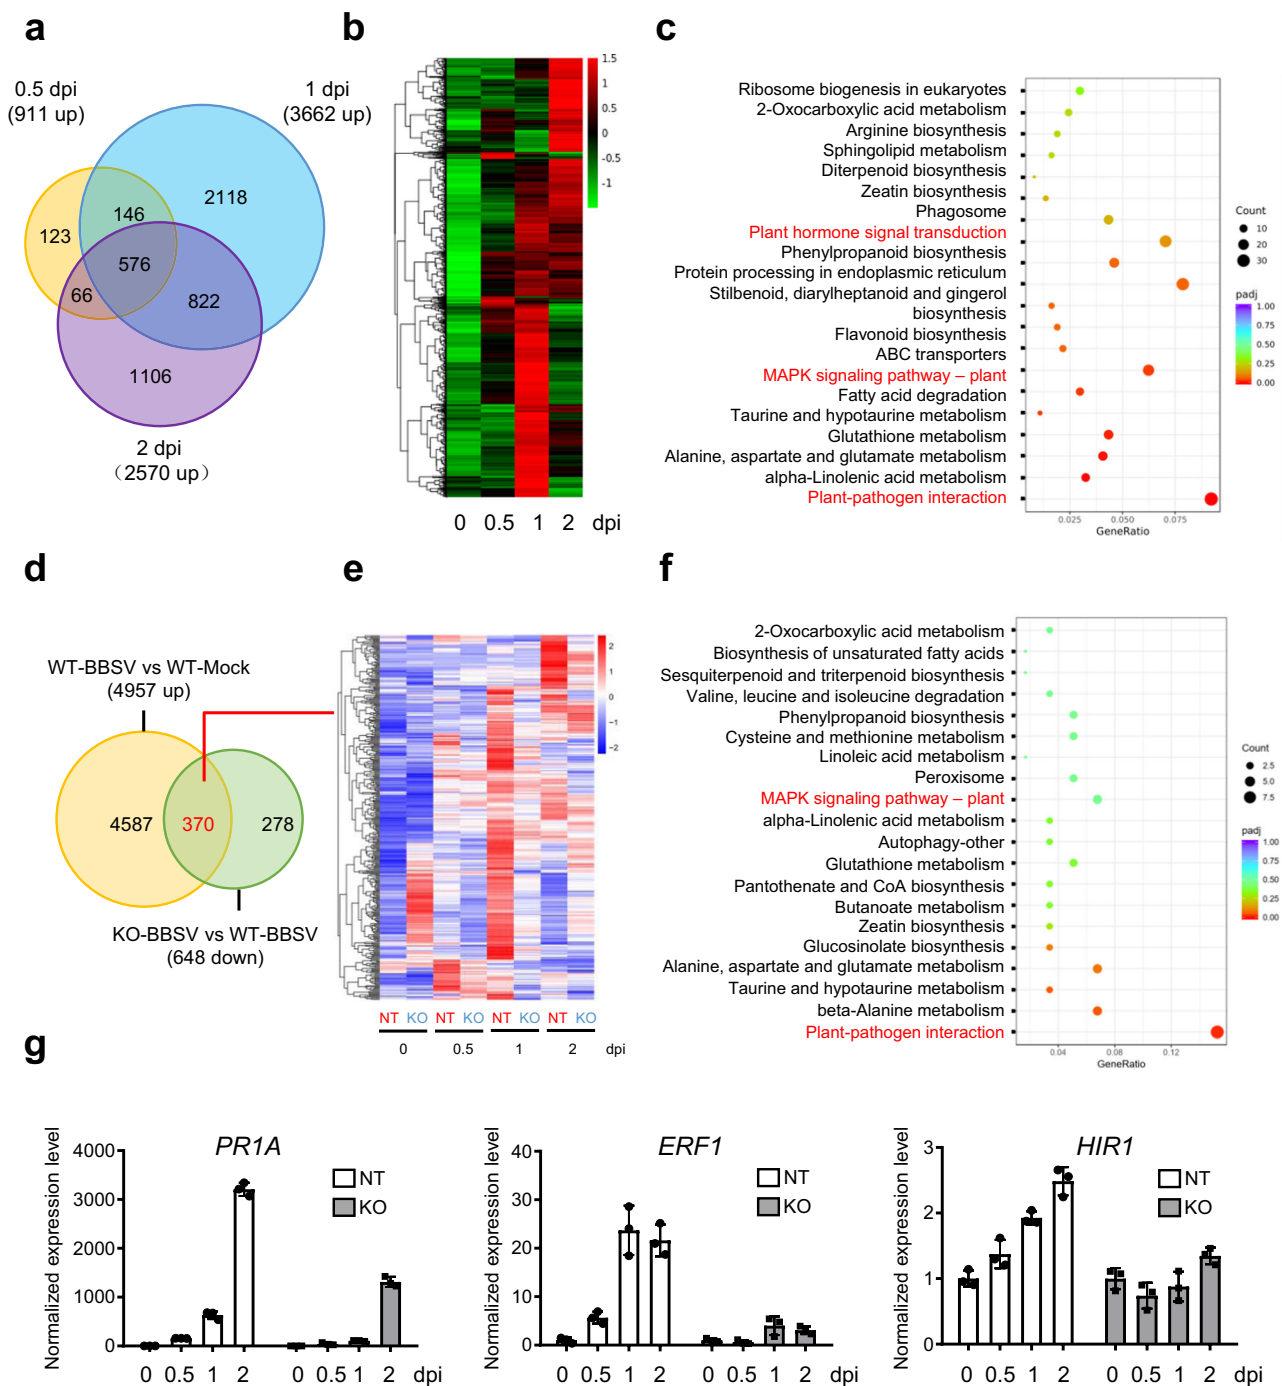 a
0.5 dpi
(911 up)
1 dpi
(3662 up)
2118
146
123
576
66
822
1106
2 dpi
（2570 up）
b
1.5
1
0.5
0
-0.5
-1
0 0.5 1 2 dpi
c
Ribosome biogenesis in eukaryotes
2-Oxocarboxylic acid metabolism
Arginine biosynthesis
Sphingolipid metabolism
Diterpenoid biosynthesis
Zeatin biosynthesis
Phagosome
Plant hormone signal transduction
Phenylpropanoid biosynthesis
Protein processing in endoplasmic reticulum
Stilbenoid, diarylheptanoid and gingerol
biosynthesis
Flavonoid biosynthesis
ABC transporters
MAPK signaling pathway – plant
Fatty acid degradation
Taurine and hypotaurine metabolism
Glutathione metabolism
Alanine, aspartate and glutamate metabolism
alpha-Linolenic acid metabolism
Plant-pathogen interaction
0.025 0.050 0.075
GeneRatio
Count
10
20
30
padj
1.00
0.75
0.50
0.25
0.00
d
WT-BBSV vs WT-Mock
(4957 up)
4587
370
278
KO-BBSV vs WT-BBSV
(648 down)
e
2
1
0
−1
−2
NT KO NT KO NT KO NT KO
0 0.5 1 2 dpi
f
2-Oxocarboxylic acid metabolism
Biosynthesis of unsaturated fatty acids
Sesquiterpenoid and triterpenoid biosynthesis
Valine, leucine and isoleucine degradation
Phenylpropanoid biosynthesis
Cysteine and methionine metabolism
Linoleic acid metabolism
Peroxisome
MAPK signaling pathway – plant
alpha-Linolenic acid metabolism
Autophagy-other
Glutathione metabolism
Pantothenate and CoA biosynthesis
Butanoate metabolism
Zeatin biosynthesis
Glucosinolate biosynthesis
Alanine, aspartate and glutamate metabolism
Taurine and hypotaurine metabolism
beta-Alanine metabolism
Plant-pathogen interaction
0.04 0.08 0.12
GeneRatio
Count
2.5
5.0
7.5
padj
1.00
0.75
0.50
0.25
0.00
g
PR1A
Normalized expression level
4000
3000
2000
1000
0
NT
KO
0 0.5 1 2 0 0.5 1 2 dpi
ERF1
Normalized expression level
40
30
20
10
0
NT
KO
0 0.5 1 2 0 0.5 1 2 dpi
HIR1
Normalized expression level
3
2
1
0
NT
KO
0 0.5 1 2 0 0.5 1 2 dpi